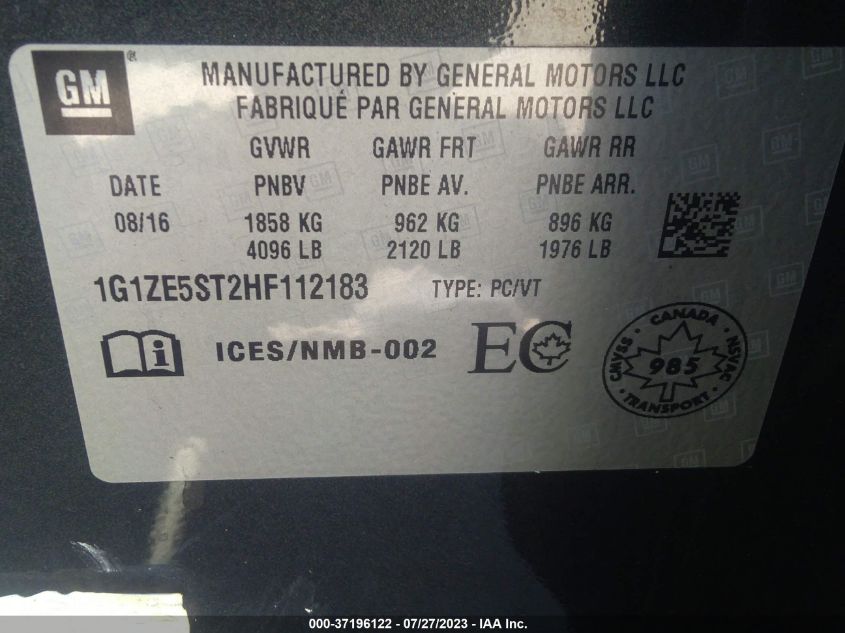 GM ®
MANUFACTURED BY GENERAL MOTORS LLC
FABRIQUÉ PAR GENERAL MOTORS LLC
GVWR GAWR FRT GAWR RR
DATE PNBV PNBE AV. PNBE ARR.
08/16 1858 KG 962 KG 896 KG
4096 LB 2120 LB 1976 LB
1G1ZE5ST2HF112183 TYPE: PC/VT
i ICES/NMB-002 EC
CANADA
CMVSS 985 NSVAC
TRANSPORT
000-37196122 - 07/27/2023 - IAA Inc.